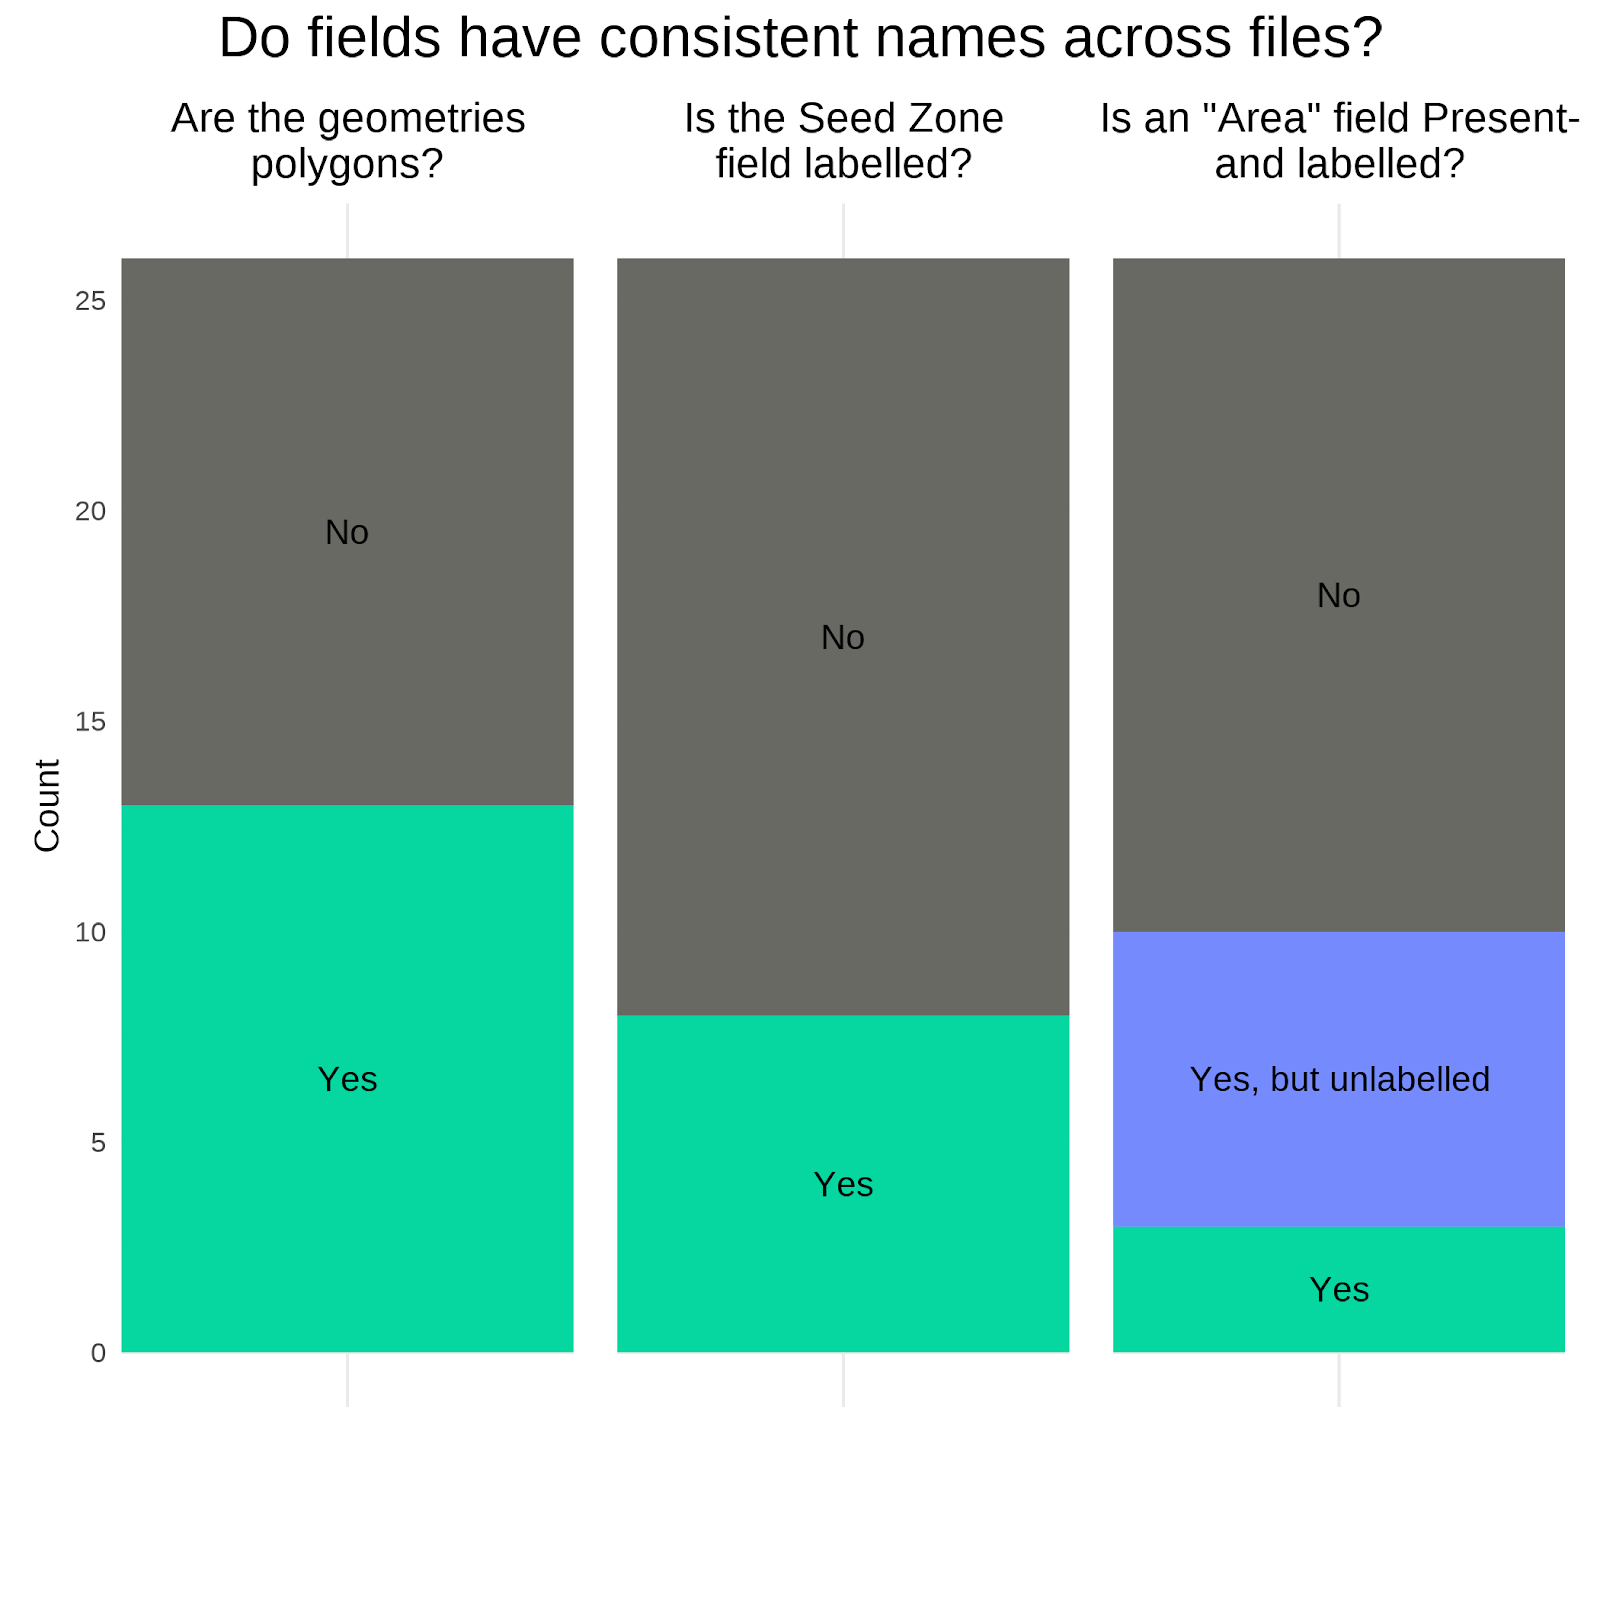 Do fields have consistent names across files?
Are the geometries
polygons?
Is the Seed Zone
field labelled?
Is an "Area" field Present-
and labelled?
Count
25
20
15
10
5
0
No
Yes
No
Yes
No
Yes, but unlabelled
Yes